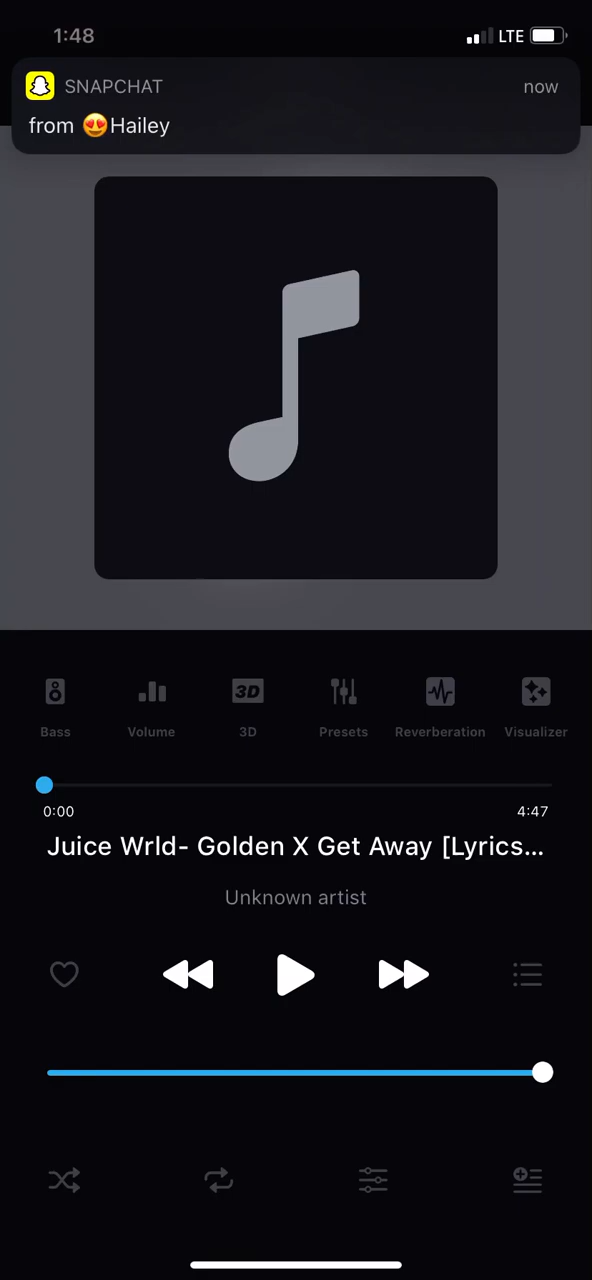 1:48
LTE
SNAPCHAT
now
from 😍Hailey
Bass
Volume
3D
3D
Presets
Reverberation
Visualizer
0:00
4:47
Juice Wrld- Golden X Get Away [Lyrics...
Unknown artist